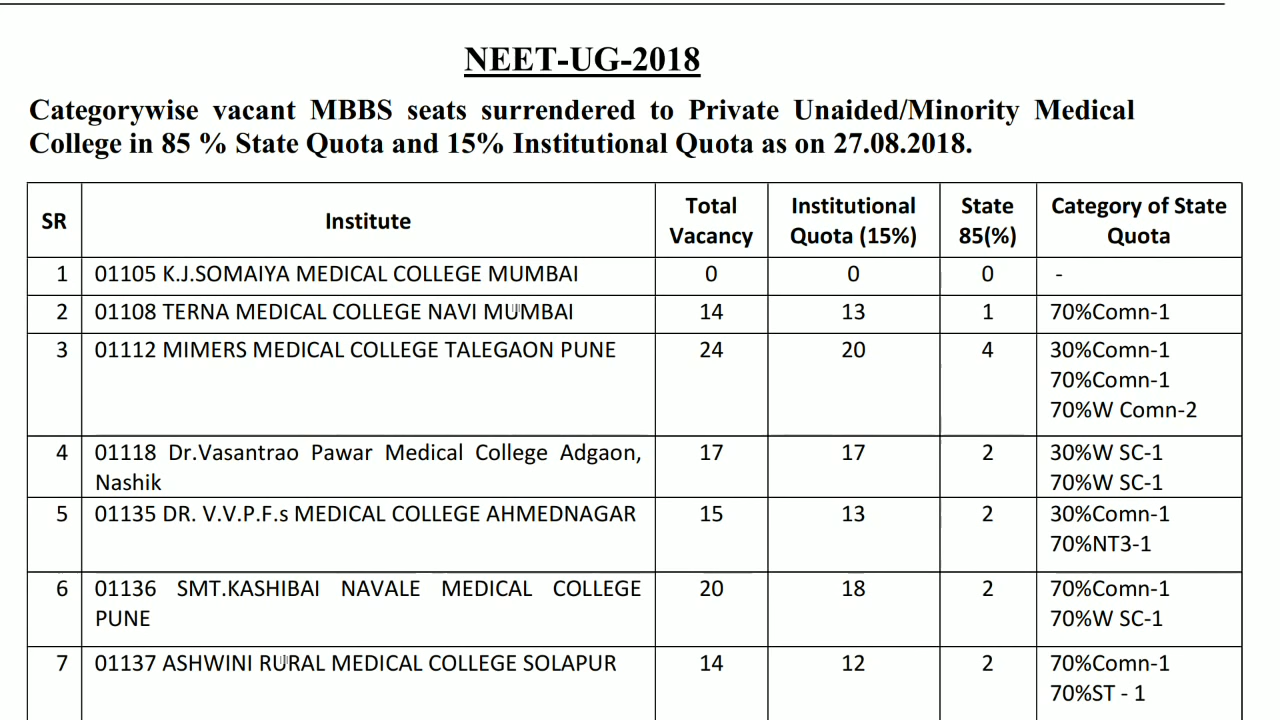 NEET-UG-2018
Categorywise vacant MBBS seats surrendered to Private Unaided/Minority Medical
College in 85 % State Quota and 15% Institutional Quota as on 27.08.2018.
SR Institute Total Vacancy Institutional Quota (15%) State 85(%) Category of State Quota
1 01105 K.J.SOMAIYA MEDICAL COLLEGE MUMBAI 0 0 0 -
2 01108 TERNA MEDICAL COLLEGE NAVI MUMBAI 14 13 1 70%Comn-1
3 01112 MIMERS MEDICAL COLLEGE TALEGAON PUNE 24 20 4 30%Comn-1
70%Comn-1
70%W Comn-2
4 01118 Dr.Vasantrao Pawar Medical College Adgaon, 17 17 2 30%W SC-1
Nashik 70%W SC-1
5 01135 DR. V.V.P.F.s MEDICAL COLLEGE AHMEDNAGAR 15 13 2 30%Comn-1
70%NT3-1
6 01136 SMT.KASHIBAI NAVALE MEDICAL COLLEGE 20 18 2 70%Comn-1
PUNE 70%W SC-1
7 01137 ASHWINI RURAL MEDICAL COLLEGE SOLAPUR 14 12 2 70%Comn-1
70%ST - 1